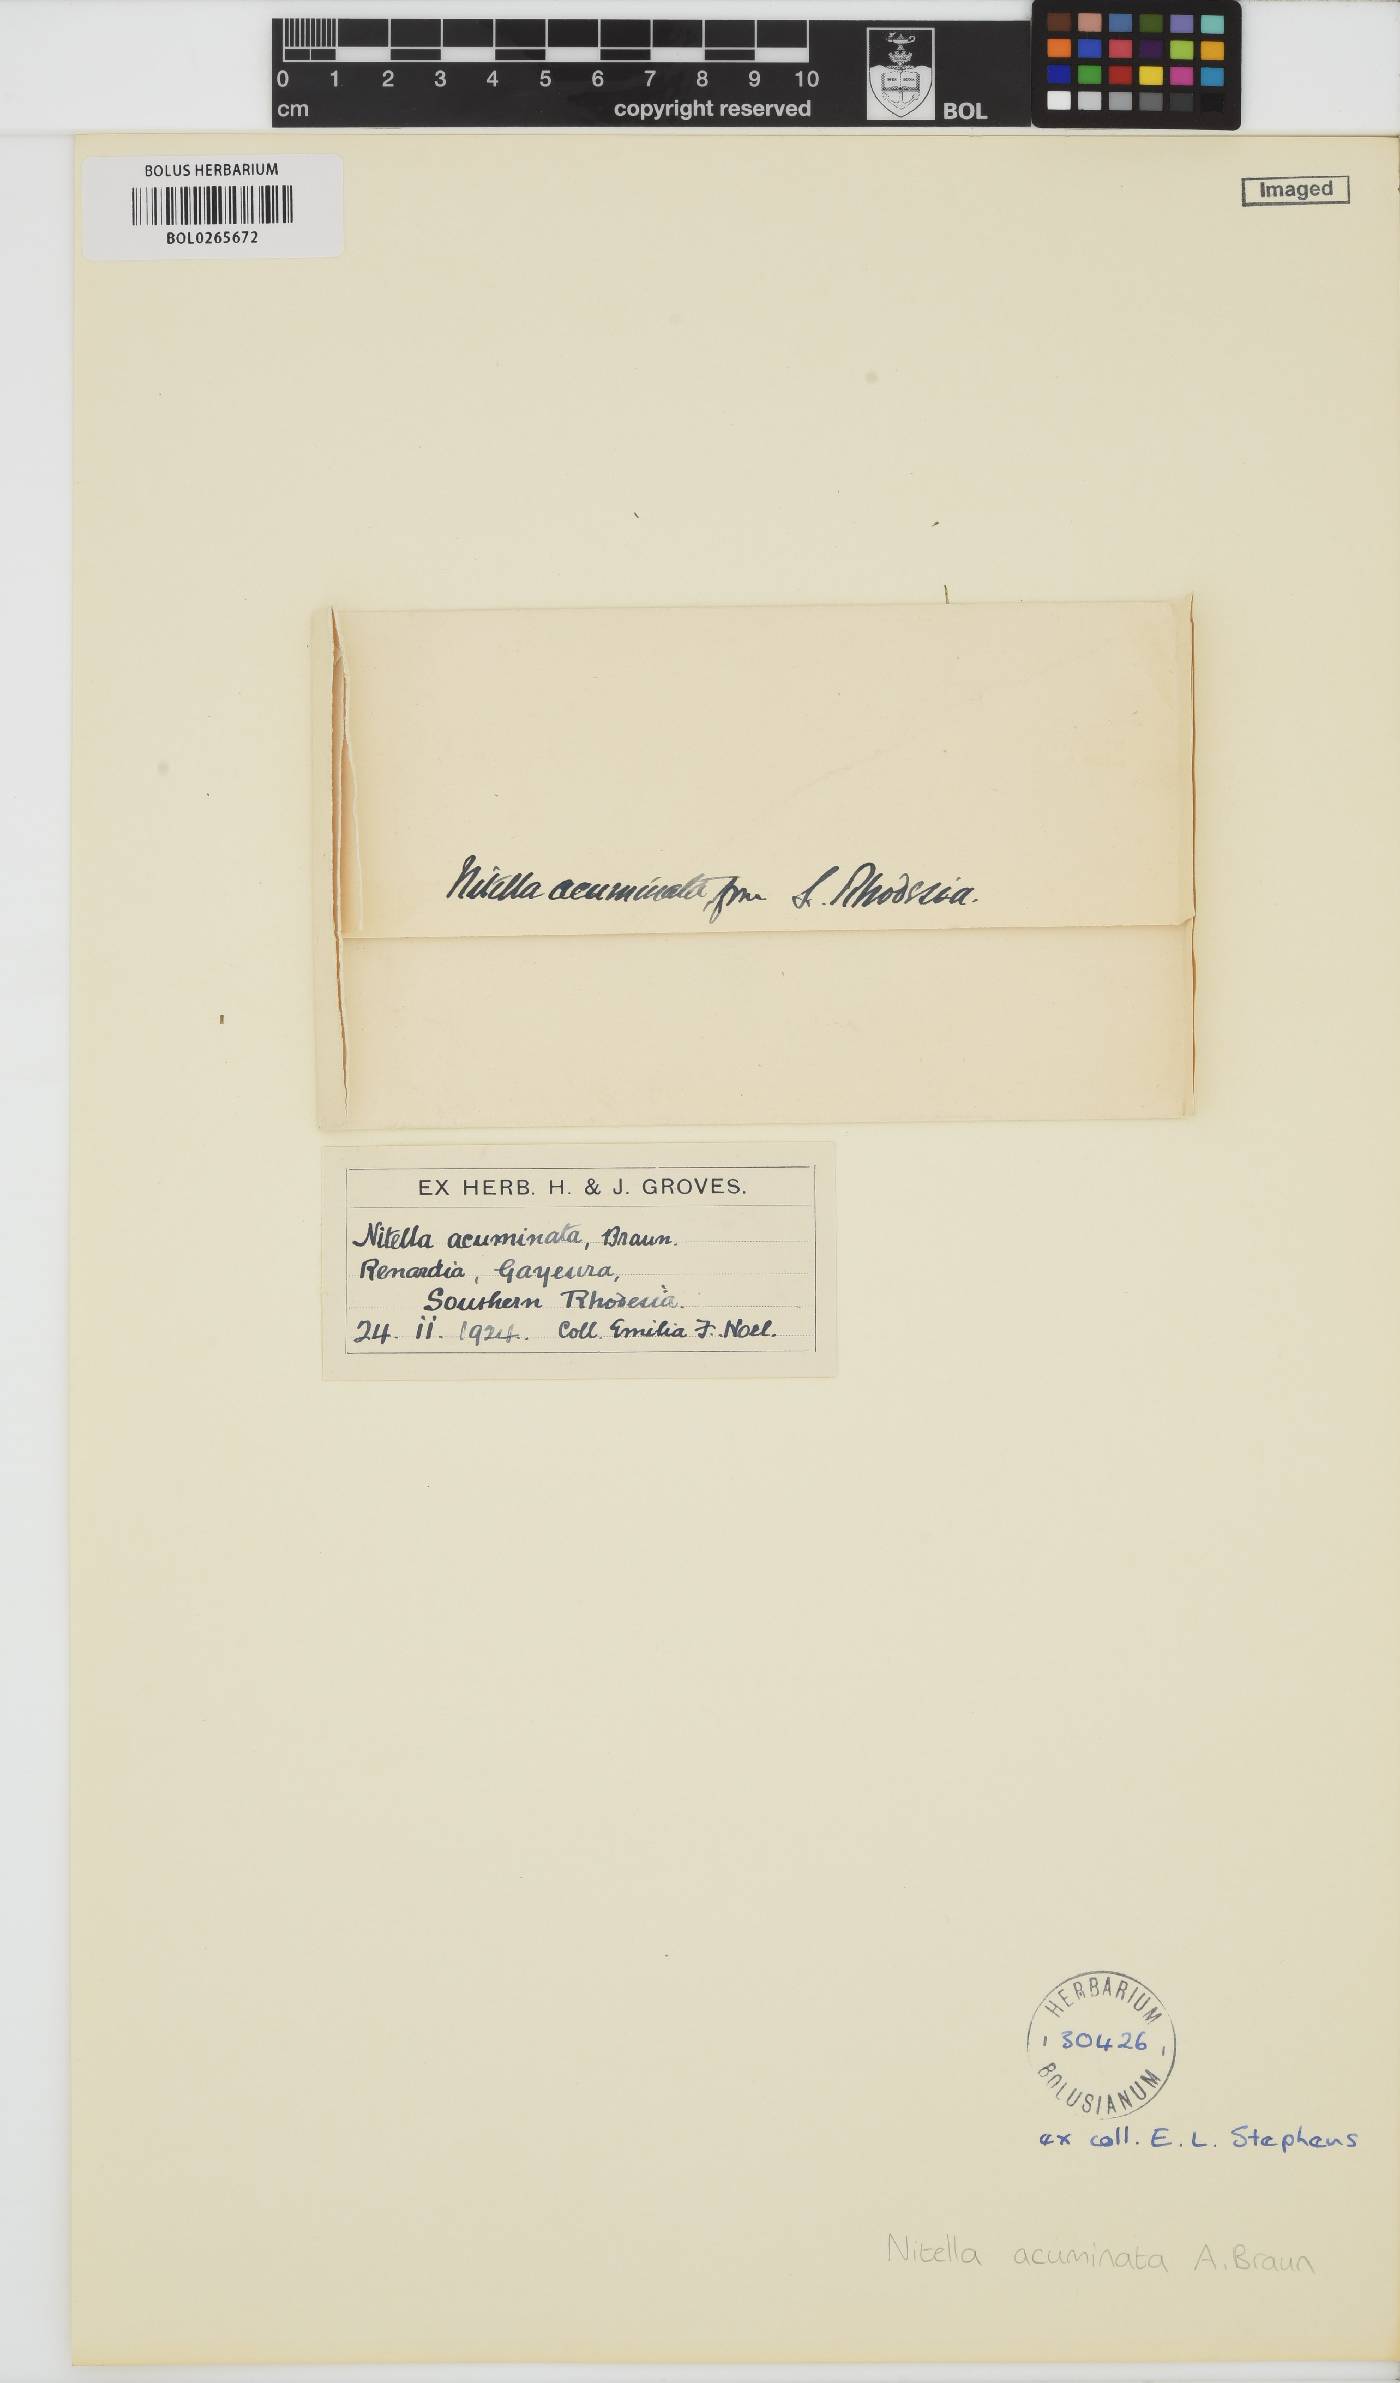 0 1 2 3 4 5 6 7 8 9 10
cm copyright reserved BOL
BOLUS HERBARIUM
BOL0265672
Imaged
Nitella acuminata, from S. Rhodesia.
EX HERB. H. & J. GROVES.
Nitella acuminata, Braun.
Renardia, Gayeura,
Southern Rhodesia.
24. ii. 1924. Coll. Emilia F. Noel.
HERBARIUM
30426
BOLUSIANUM
ex coll. E. L. Stephens
Nitella acuminata A. Braun